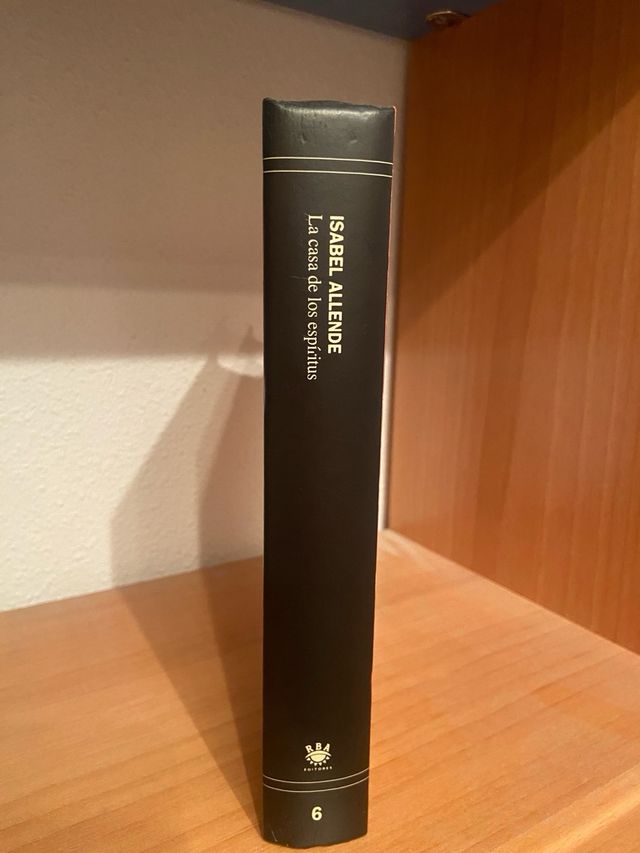 ISABEL ALLENDE
La casa de los espíritus
RBA
EDITORES
6